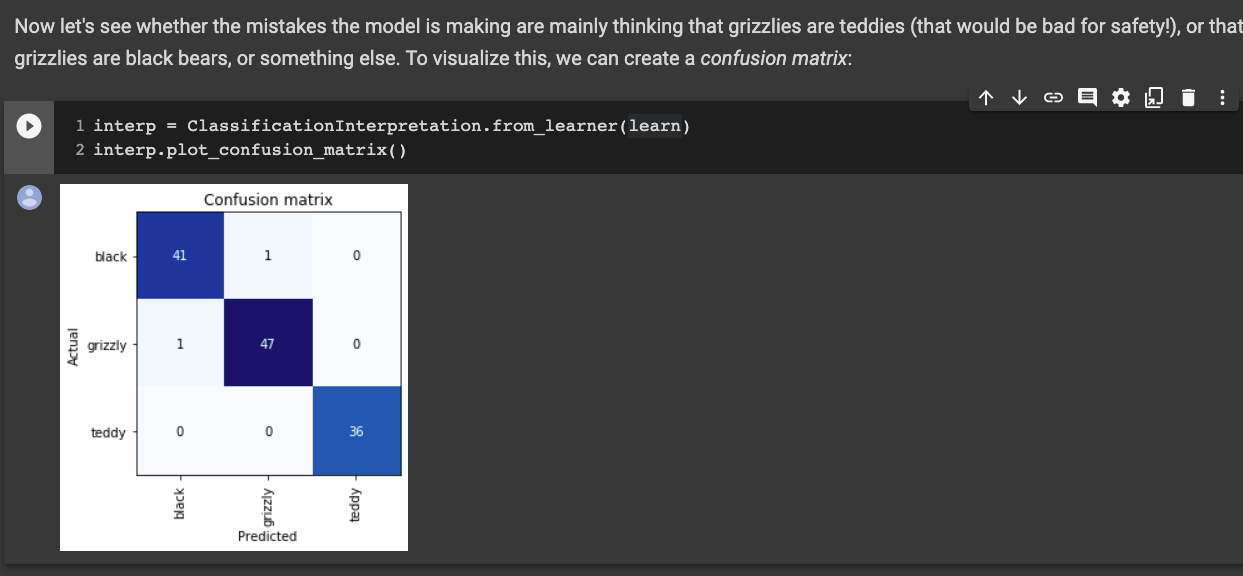 Now let's see whether the mistakes the model is making are mainly thinking that grizzlies are teddies (that would be bad for safety!), or that
grizzlies are black bears, or something else. To visualize this, we can create a confusion matrix:
1 interp = ClassificationInterpretation.from_learner(learn)
2 interp.plot_confusion_matrix()
Confusion matrix
black 41 1 0
Actual
grizzly 1 47 0
teddy 0 0 36
black grizzly teddy
Predicted